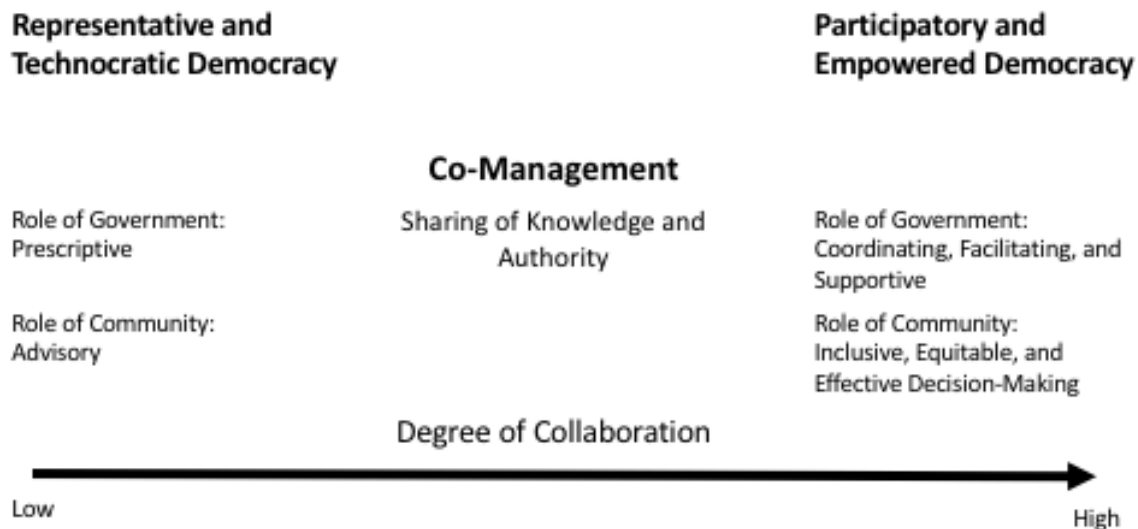 Representative and
Technocratic Democracy
Participatory and
Empowered Democracy
Co-Management
Role of Government:
Prescriptive
Sharing of Knowledge and
Authority
Role of Government:
Coordinating, Facilitating, and
Supportive
Role of Community:
Advisory
Role of Community:
Inclusive, Equitable, and
Effective Decision-Making
Degree of Collaboration
Low
High